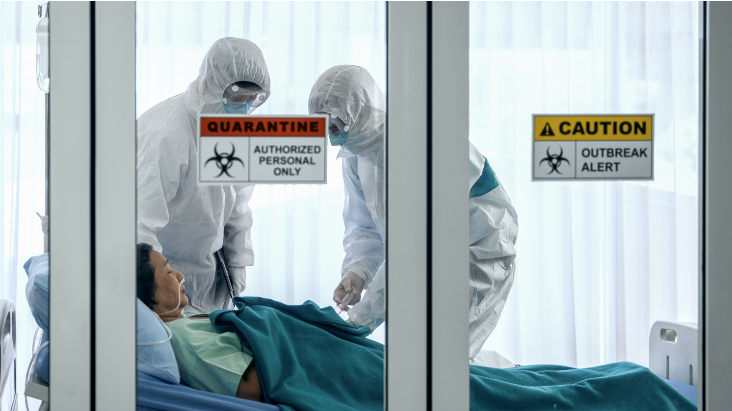 QUARANTINE
AUTHORIZED
PERSONAL
ONLY
CAUTION
OUTBREAK
ALERT